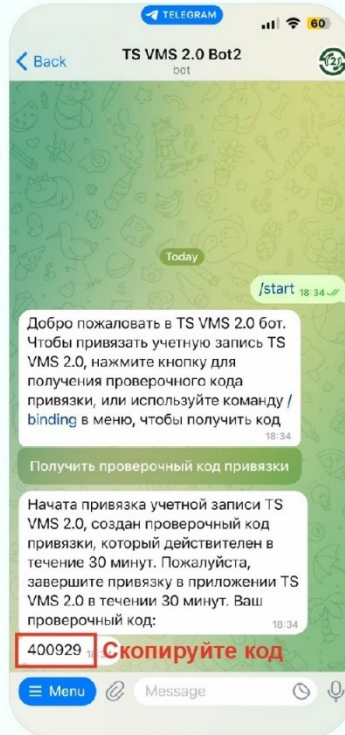 TELEGRAM
60
Back
TS VMS 2.0 Bot2
bot
Today
/start 18:34
Добро пожаловать в TS VMS 2.0 бот.
Чтобы привязать учетную запись TS
VMS 2.0, нажмите кнопку для
получения проверочного кода
привязки, или используйте команду /
binding в меню, чтобы получить код
18:34
Получить проверочный код привязки
Начата привязка учетной записи TS
VMS 2.0, создан проверочный код
привязки, который действителен в
течение 30 минут. Пожалуйста,
завершите привязку в приложении TS
VMS 2.0 в течении 30 минут. Ваш
проверочный код:
18:34
400929 Скопируйте код
Menu
Message